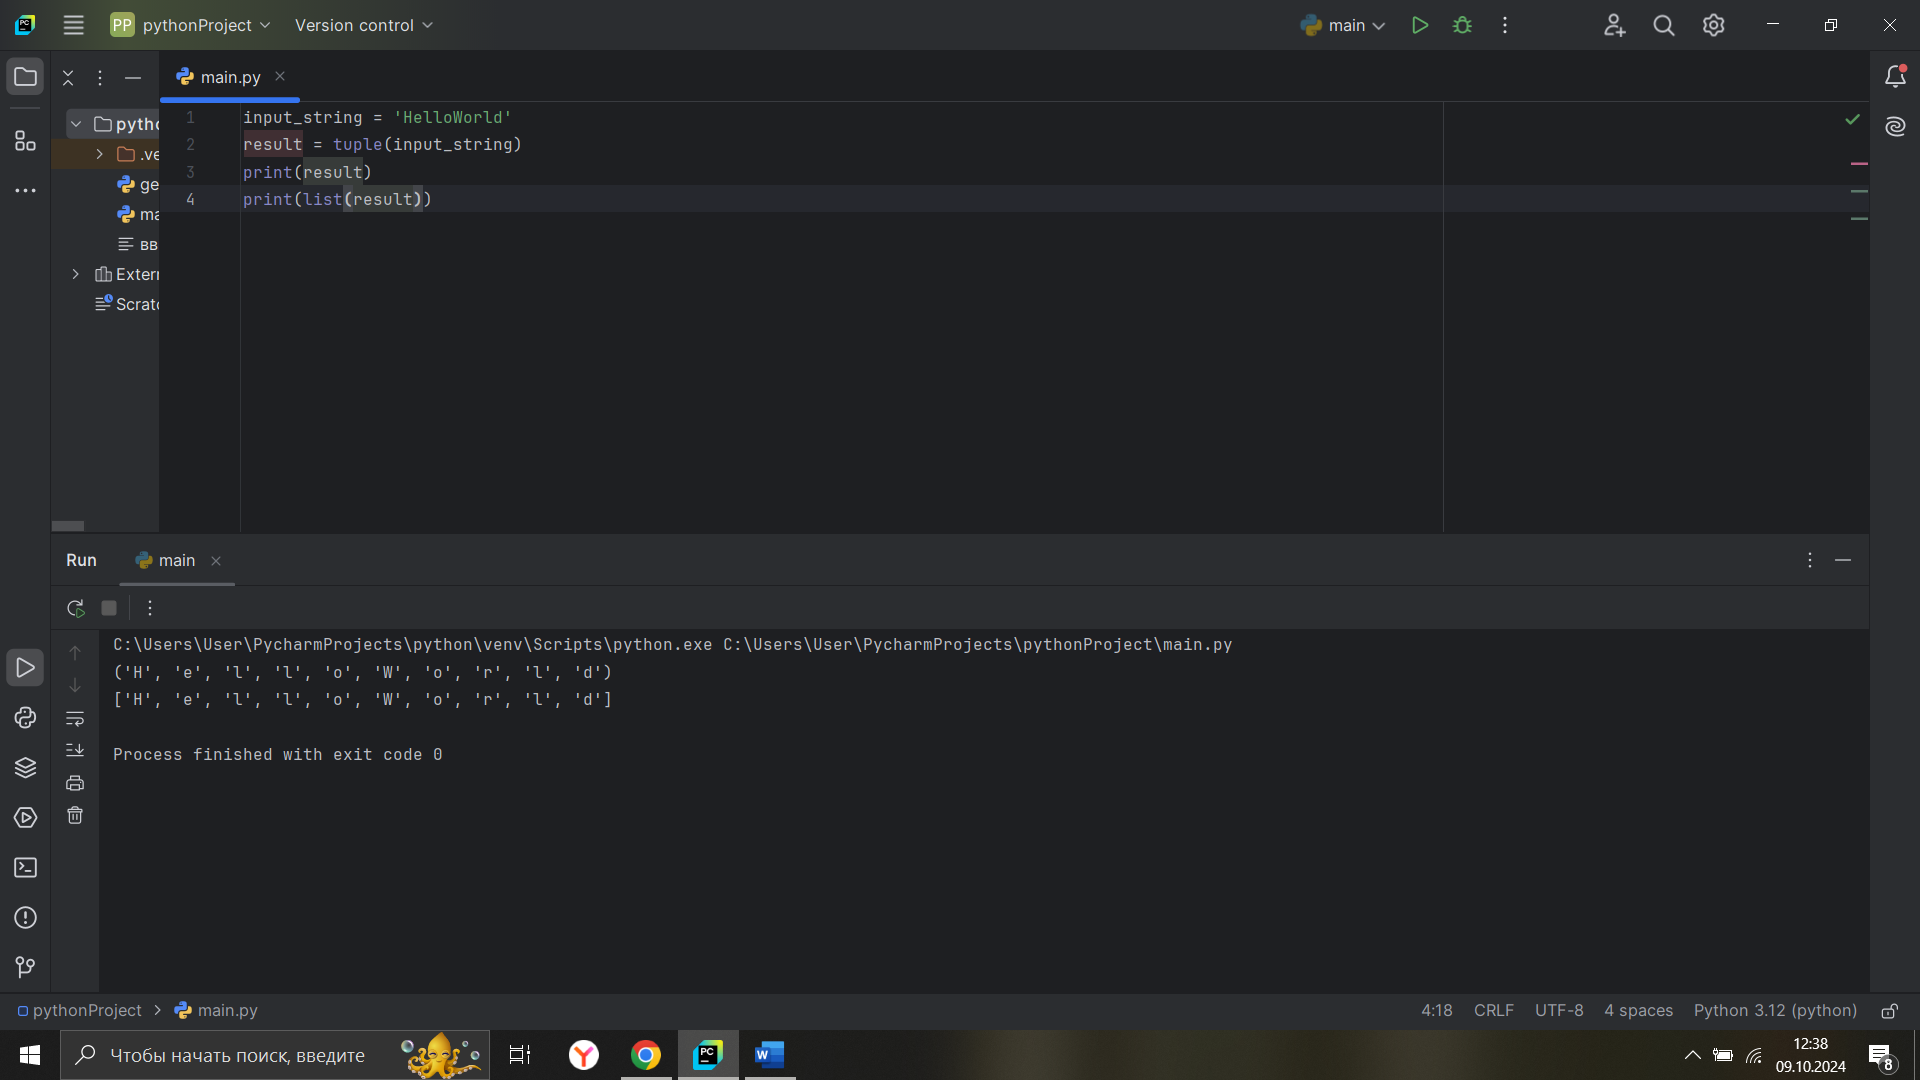 PC
PP pythonProject Version control main
main.py
pytho
.ve
ge
ma
вв
Extern
Scratc
1 input_string = 'HelloWorld'
2 result = tuple(input_string)
3 print(result)
4 print(list(result))
Run main
C:\Users\User\PycharmProjects\python\venv\Scripts\python.exe C:\Users\User\PycharmProjects\pythonProject\main.py
('H', 'e', 'l', 'l', 'o', 'W', 'o', 'r', 'l', 'd')
['H', 'e', 'l', 'l', 'o', 'W', 'o', 'r', 'l', 'd']
Process finished with exit code 0
pythonProject main.py 4:18 CRLF UTF-8 4 spaces Python 3.12 (python)
Чтобы начать поиск, введите
Y
PC
W
12:38
09.10.2024
8